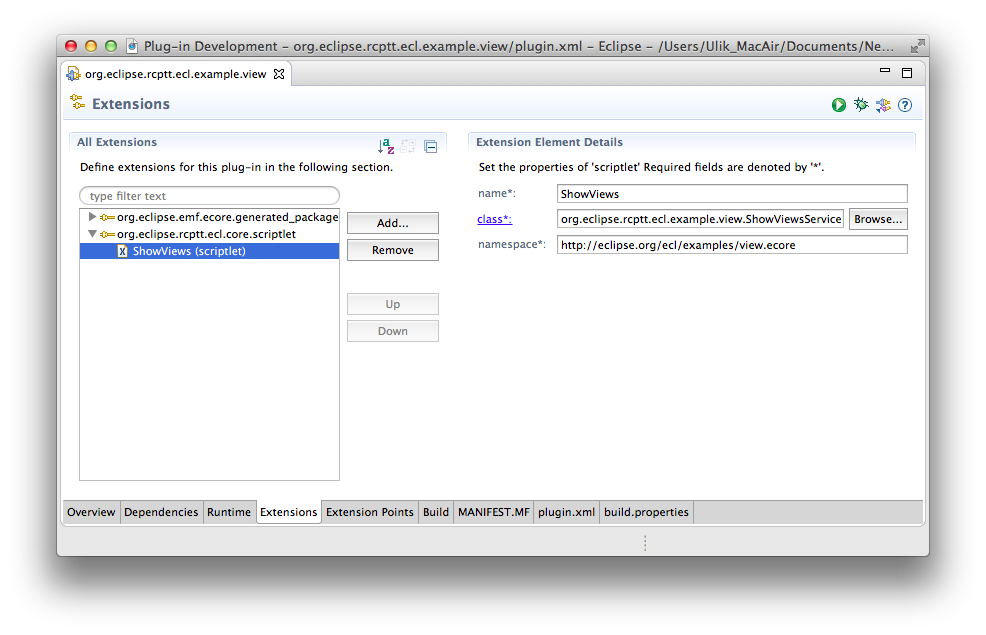 Plug-in Development – org.eclipse.rcptt.ecl.example.view/plugin.xml – Eclipse – /Users/Ulik_MacAir/Documents/Ne...
org.eclipse.rcptt.ecl.example.view
Extensions
All Extensions
Define extensions for this plug-in in the following section.
type filter text
org.eclipse.emf.ecore.generated_package
org.eclipse.rcptt.ecl.core.scriptlet
ShowViews (scriptlet)
Add...
Remove
Up
Down
Extension Element Details
Set the properties of 'scriptlet' Required fields are denoted by '*'.
name*: ShowViews
class*: org.eclipse.rcptt.ecl.example.view.ShowViewsService Browse...
namespace*: http://eclipse.org/ecl/examples/view.ecore
Overview Dependencies Runtime Extensions Extension Points Build MANIFEST.MF plugin.xml build.properties